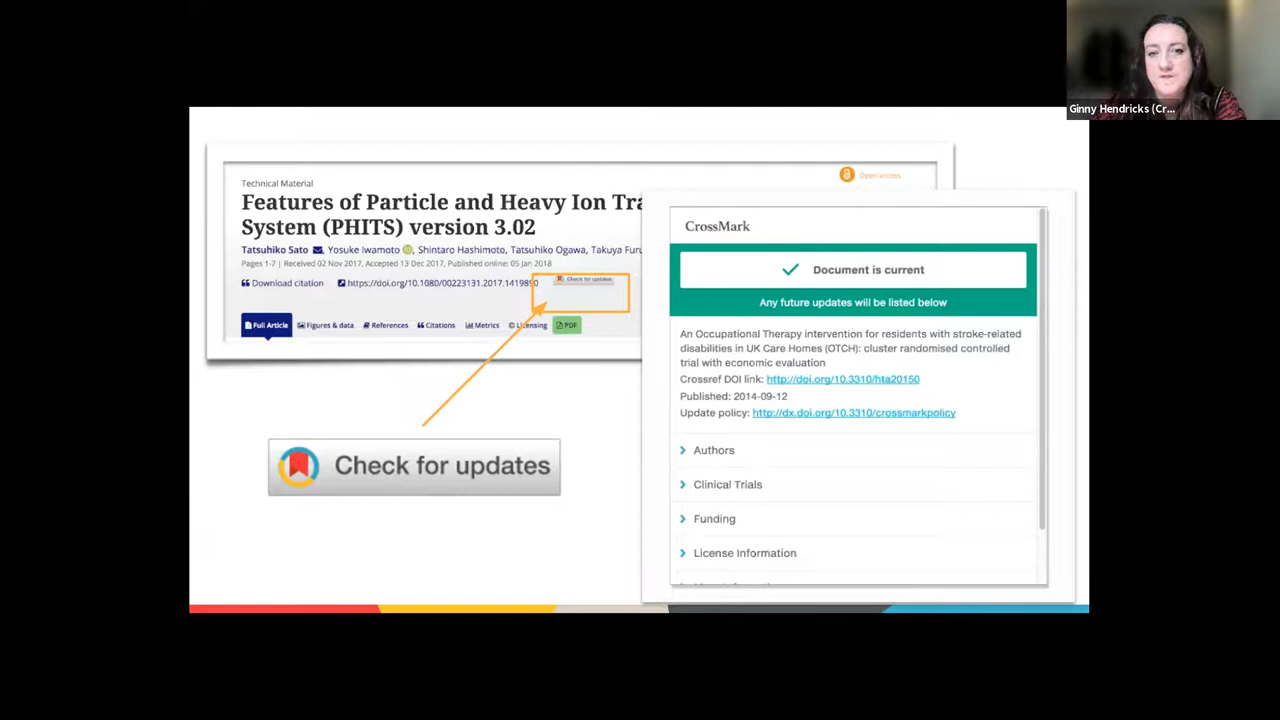 Ginny Hendricks (Cr...
Technical Material
Open access
Features of Particle and Heavy Ion Tra
System (PHITS) version 3.02
Tatsuhiko Sato, Yosuke Iwamoto, Shintaro Hashimoto, Tatsuhiko Ogawa, Takuya Furu
Pages 1-7 | Received 02 Nov 2017, Accepted 13 Dec 2017, Published online: 05 Jan 2018
Download citation https://doi.org/10.1080/00223131.2017.1419890 Check for updates
Full Article Figures & data References Citations Metrics Licensing PDF
Check for updates
CrossMark
Document is current
Any future updates will be listed below
An Occupational Therapy intervention for residents with stroke-related
disabilities in UK Care Homes (OTCH): cluster randomised controlled
trial with economic evaluation
Crossref DOI link: http://doi.org/10.3310/hta20150
Published: 2014-09-12
Update policy: http://dx.doi.org/10.3310/crossmarkpolicy
Authors
Clinical Trials
Funding
License Information